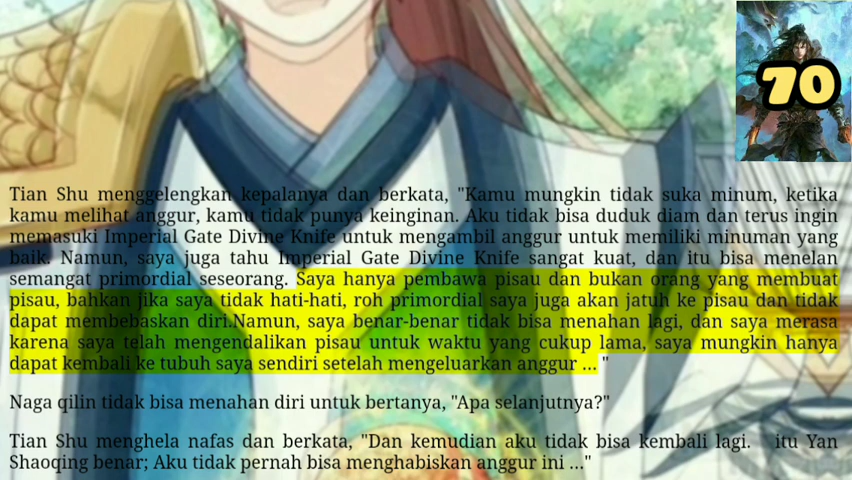 70
Tian Shu menggelengkan kepalanya dan berkata, "Kamu mungkin tidak suka minum, ketika
kamu melihat anggur, kamu tidak punya keinginan. Aku tidak bisa duduk diam dan terus ingin
memasuki Imperial Gate Divine Knife untuk mengambil anggur untuk memiliki minuman yang
baik. Namun, saya juga tahu Imperial Gate Divine Knife sangat kuat, dan itu bisa menelan
semangat primordial seseorang. Saya hanya pembawa pisau dan bukan orang yang membuat
pisau, bahkan jika saya tidak hati-hati, roh primordial saya juga akan jatuh ke pisau dan tidak
dapat membebaskan diri.Namun, saya benar-benar tidak bisa menahan lagi, dan saya merasa
karena saya telah mengendalikan pisau untuk waktu yang cukup lama, saya mungkin hanya
dapat kembali ke tubuh saya sendiri setelah mengeluarkan anggur ... "
Naga qilin tidak bisa menahan diri untuk bertanya, "Apa selanjutnya?"
Tian Shu menghela nafas dan berkata, "Dan kemudian aku tidak bisa kembali lagi. itu Yan
Shaoqing benar; Aku tidak pernah bisa menghabiskan anggur ini ..."